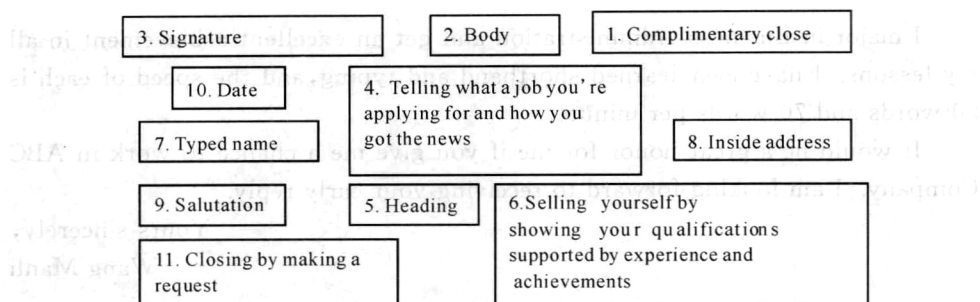 3. Signature
2. Body
1. Complimentary close
10. Date
4. Telling what a job you're
applying for and how you
got the news
7. Typed name
8. Inside address
9. Salutation
5. Heading
6.Selling yourself by
showing your qualifications
supported by experience and
achievements
11. Closing by making a
request